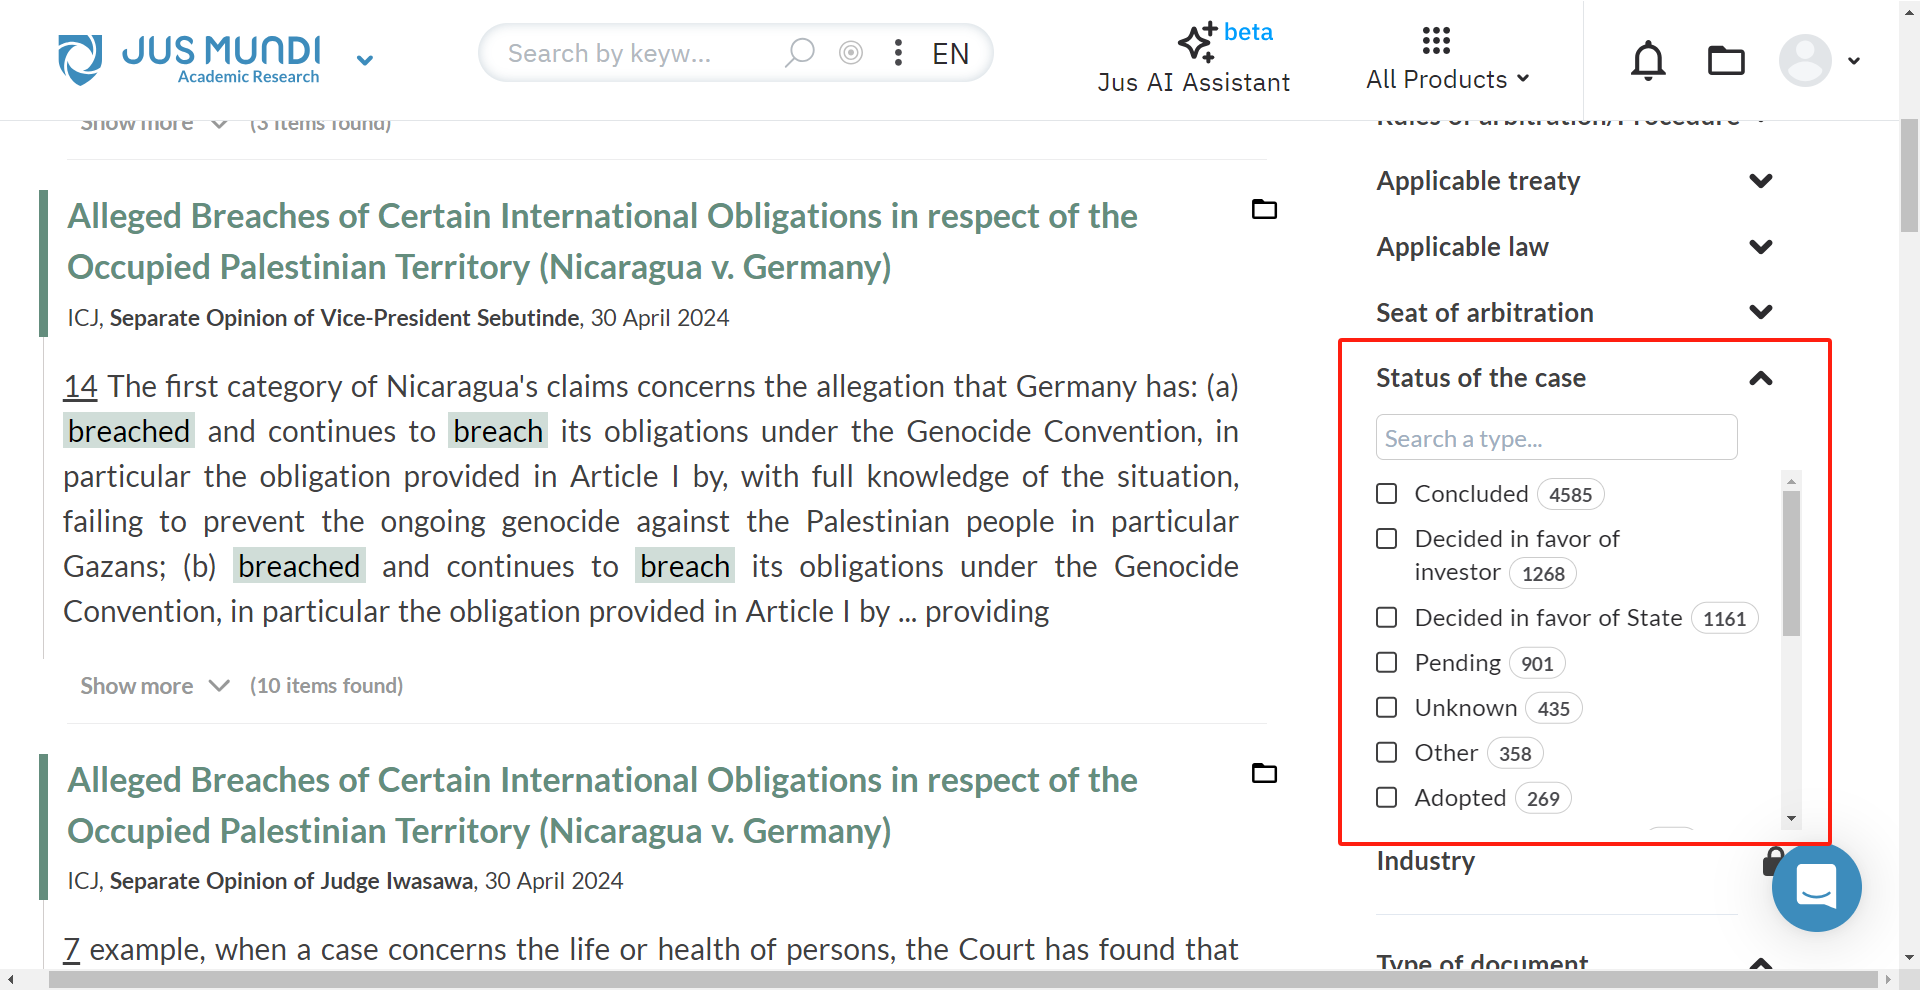 JUS MUNDI
Academic Research
Search by keyw...
EN
beta
Jus AI Assistant
All Products
Show more (3 items found)
Alleged Breaches of Certain International Obligations in respect of the
Occupied Palestinian Territory (Nicaragua v. Germany)
ICJ, Separate Opinion of Vice-President Sebutinde, 30 April 2024
14 The first category of Nicaragua's claims concerns the allegation that Germany has: (a)
breached and continues to breach its obligations under the Genocide Convention, in
particular the obligation provided in Article I by, with full knowledge of the situation,
failing to prevent the ongoing genocide against the Palestinian people in particular
Gazans; (b) breached and continues to breach its obligations under the Genocide
Convention, in particular the obligation provided in Article I by ... providing
Show more (10 items found)
Alleged Breaches of Certain International Obligations in respect of the
Occupied Palestinian Territory (Nicaragua v. Germany)
ICJ, Separate Opinion of Judge Iwasawa, 30 April 2024
7 example, when a case concerns the life or health of persons, the Court has found that
Rules of arbitration/Procedure
Applicable treaty
Applicable law
Seat of arbitration
Status of the case
Search a type...
Concluded 4585
Decided in favor of
investor 1268
Decided in favor of State 1161
Pending 901
Unknown 435
Other 358
Adopted 269
Industry
Type of document